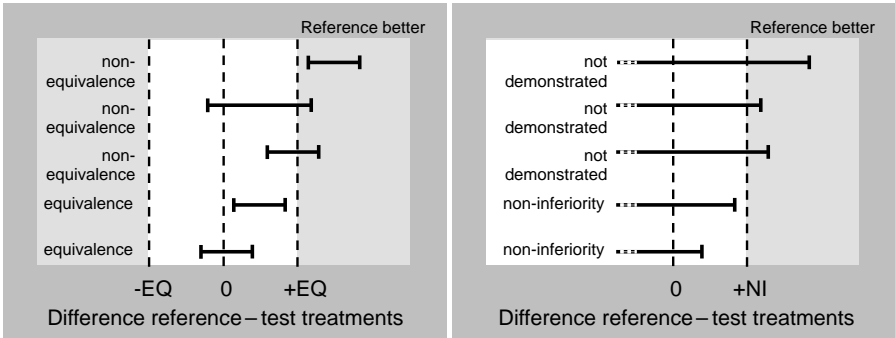 Reference better
non-
equivalence
non-
equivalence
non-
equivalence
equivalence
equivalence
-EQ 0 +EQ
Difference reference – test treatments
Reference better
not
demonstrated
not
demonstrated
not
demonstrated
non-inferiority
non-inferiority
0 +NI
Difference reference – test treatments